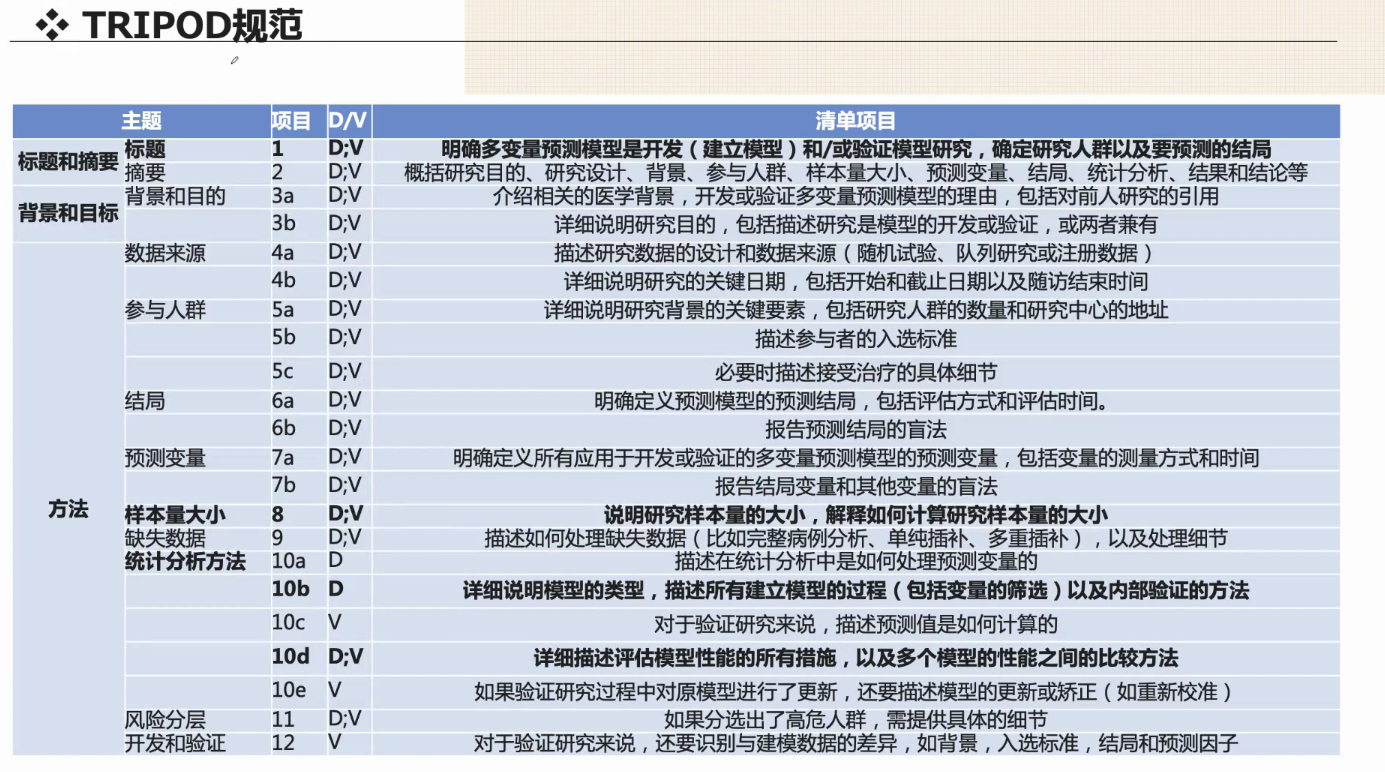 ❖ TRIPOD规范
主题 项目 D/V 清单项目
标题和摘要 标题 1 D;V 明确多变量预测模型是开发（建立模型）和/或验证模型研究，确定研究人群以及要预测的结局
摘要 2 D;V 概括研究目的、研究设计、背景、参与人群、样本量大小、预测变量、结局、统计分析、结果和结论等
背景和目标 背景和目的 3a D;V 介绍相关的医学背景，开发或验证多变量预测模型的理由，包括对前人研究的引用
3b D;V 详细说明研究目的，包括描述研究是模型的开发或验证，或两者兼有
方法 数据来源 4a D;V 描述研究数据的设计和数据来源（随机试验、队列研究或注册数据）
4b D;V 详细说明研究的关键日期，包括开始和截止日期以及随访结束时间
参与人群 5a D;V 详细说明研究背景的关键要素，包括研究人群的数量和研究中心的地址
5b D;V 描述参与者的入选标准
5c D;V 必要时描述接受治疗的具体细节
结局 6a D;V 明确定义预测模型的预测结局，包括评估方式和评估时间。
6b D;V 报告预测结局的盲法
预测变量 7a D;V 明确定义所有应用于开发或验证的多变量预测模型的预测变量，包括变量的测量方式和时间
7b D;V 报告结局变量和其他变量的盲法
样本量大小 8 D;V 说明研究样本量的大小，解释如何计算研究样本量的大小
缺失数据 9 D;V 描述如何处理缺失数据（比如完整病例分析、单纯插补、多重插补），以及处理细节
统计分析方法 10a D 描述在统计分析中是如何处理预测变量的
10b D 详细说明模型的类型，描述所有建立模型的过程（包括变量的筛选）以及内部验证的方法
10c V 对于验证研究来说，描述预测值是如何计算的
10d D;V 详细描述评估模型性能的所有措施，以及多个模型的性能之间的比较方法
10e V 如果验证研究过程中对原模型进行了更新，还要描述模型的更新或矫正（如重新校准）
风险分层 11 D;V 如果分选出了高危人群，需提供具体的细节
开发和验证 12 V 对于验证研究来说，还要识别与建模数据的差异，如背景，入选标准，结局和预测因子